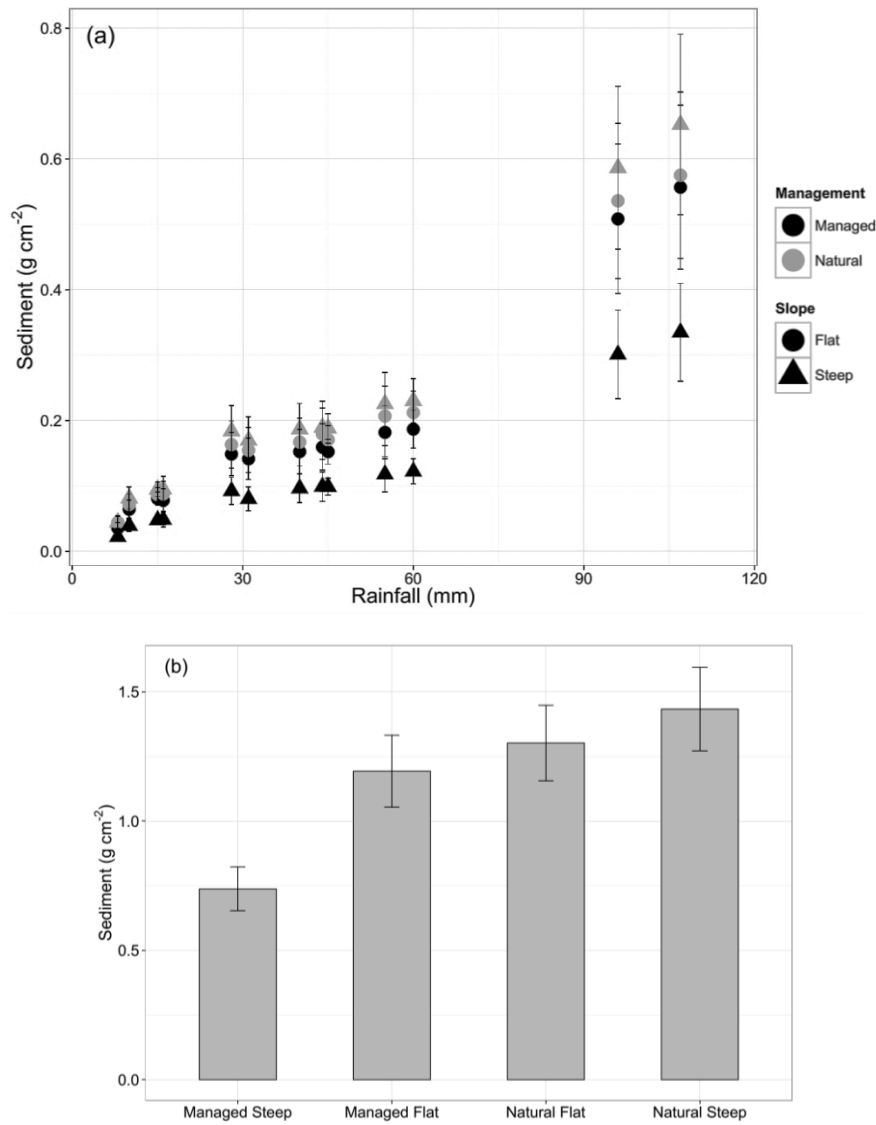 (a)
0.8
0.6
0.4
0.2
0.0
Sediment (g cm⁻²)
0
30
60
90
120
Rainfall (mm)
Management
Managed
Natural
Slope
Flat
Steep
(b)
1.5
1.0
0.5
0.0
Sediment (g cm⁻²)
Managed Steep
Managed Flat
Natural Flat
Natural Steep